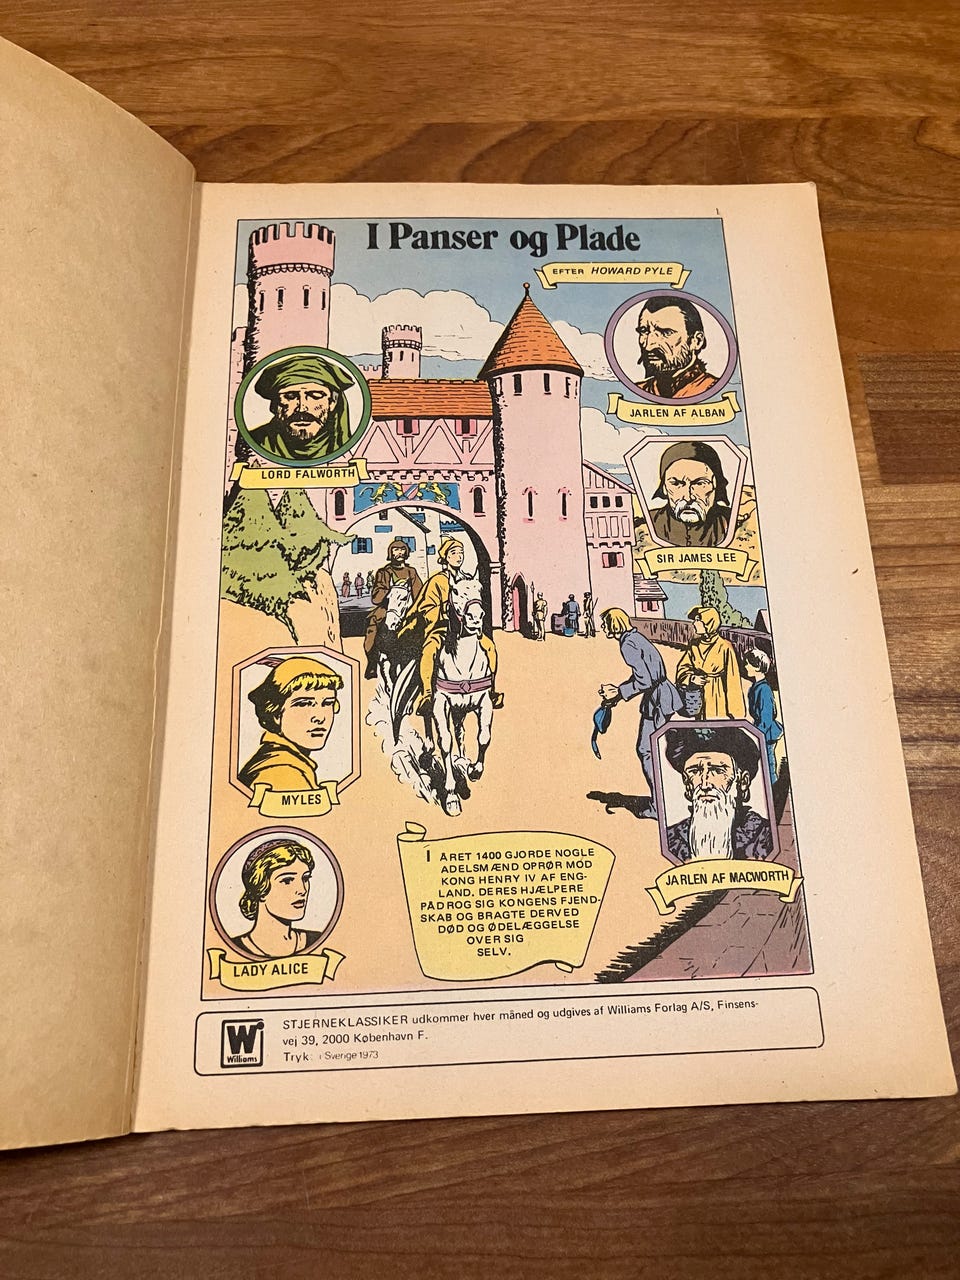 1
I Panser og Plade
EFTER HOWARD PYLE
JARLEN AF ALBAN
LORD FALWORTH
SIR JAMES LEE
MYLES
JARLEN AF MACWORTH
LADY ALICE
I ÅRET 1400 GJORDE NOGLE
ADELSMÆND OPRØR MOD
KONG HENRY IV AF ENG-
LAND. DERES HJÆLPERE
PÅDROG SIG KONGENS FJEND-
SKAB OG BRAGTE DERVED
DØD OG ØDELÆGGELSE
OVER SIG
SELV.
W
Williams
STJERNEKLASSIKER udkommer hver måned og udgives af Williams Forlag A/S, Finsens-
vej 39, 2000 København F.
Tryk: i Sverige 1973